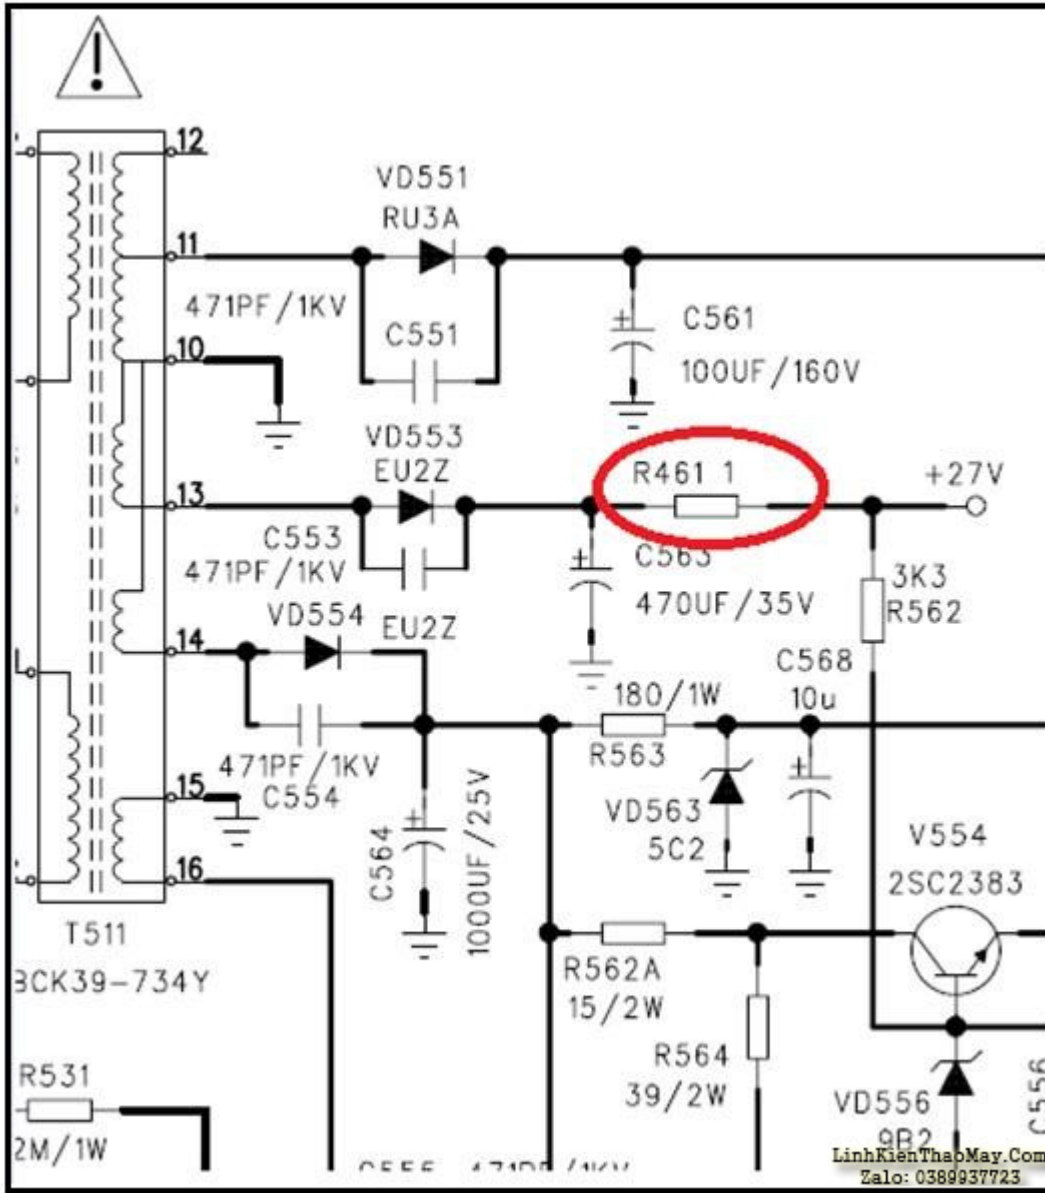 12
VD551
RU3A
11
471PF/1KV
C551
C561
100UF/160V
10
VD553
EU2Z
R461 1
+27V
13
C553
471PF/1KV
C563
470UF/35V
3K3
R562
VD554
EU2Z
14
C568
10u
180/1W
R563
471PF/1KV
C554
15
VD563
5C2
C564
1000UF/25V
V554
2SC2383
16
T511
BCK39-734Y
R562A
15/2W
R564
39/2W
R531
2M/1W
VD556
9B2
C556
LinhKienThaoMay.Com
Zalo: 0389937723